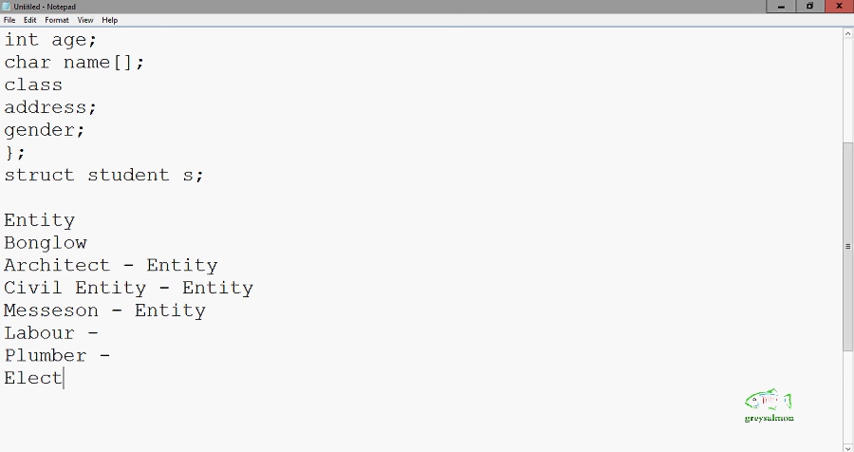 Untitled - Notepad
File Edit Format View Help
int age;
char name[];
class
address;
gender;
};
struct student s;
Entity
Bonglow
Architect - Entity
Civil Entity - Entity
Messeson - Entity
Labour -
Plumber -
Elect
greysalmon